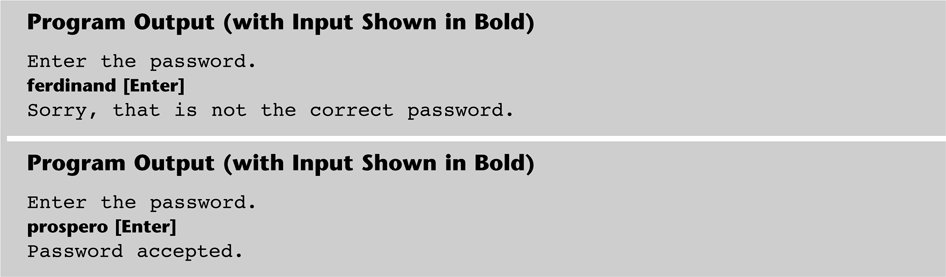 Program Output (with Input Shown in Bold)
Enter the password.
ferdinand [Enter]
Sorry, that is not the correct password.
Program Output (with Input Shown in Bold)
Enter the password.
prospero [Enter]
Password accepted.